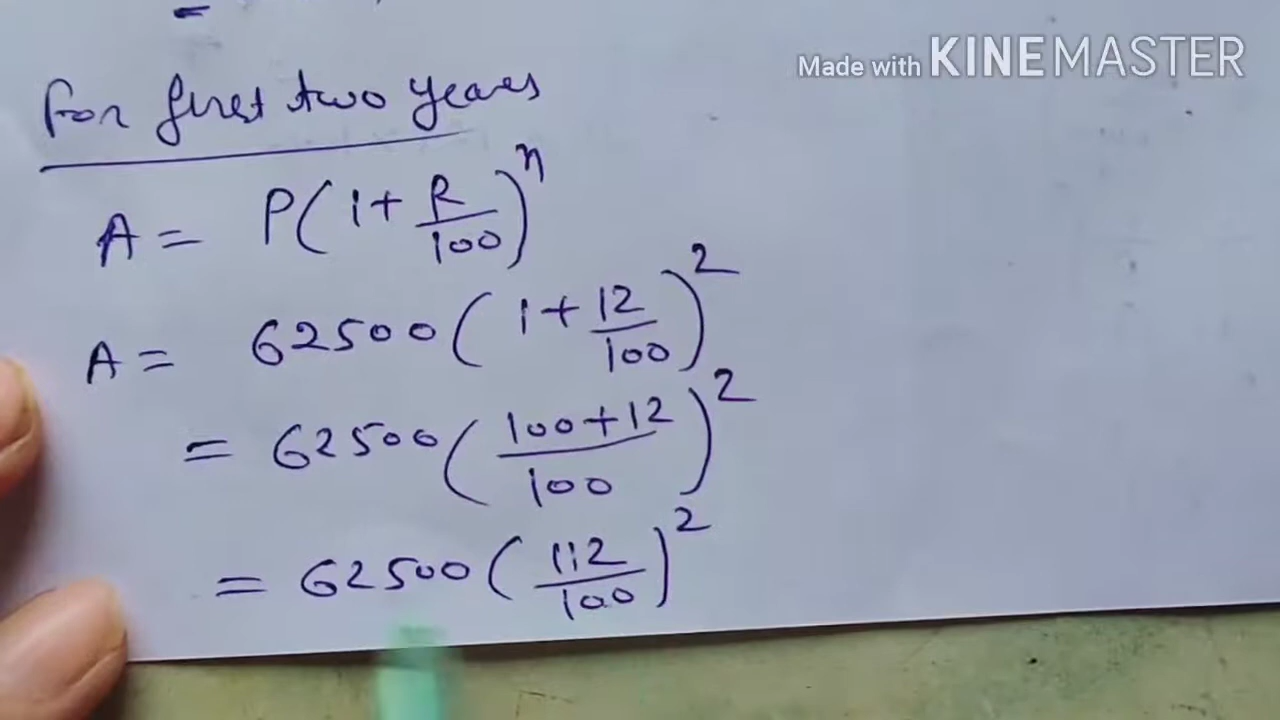 Made with KINEMASTER
For first two years
A = P(1 + R/100)^n
A = 62500(1 + 12/100)^2
= 62500(100+12/100)^2
= 62500(112/100)^2